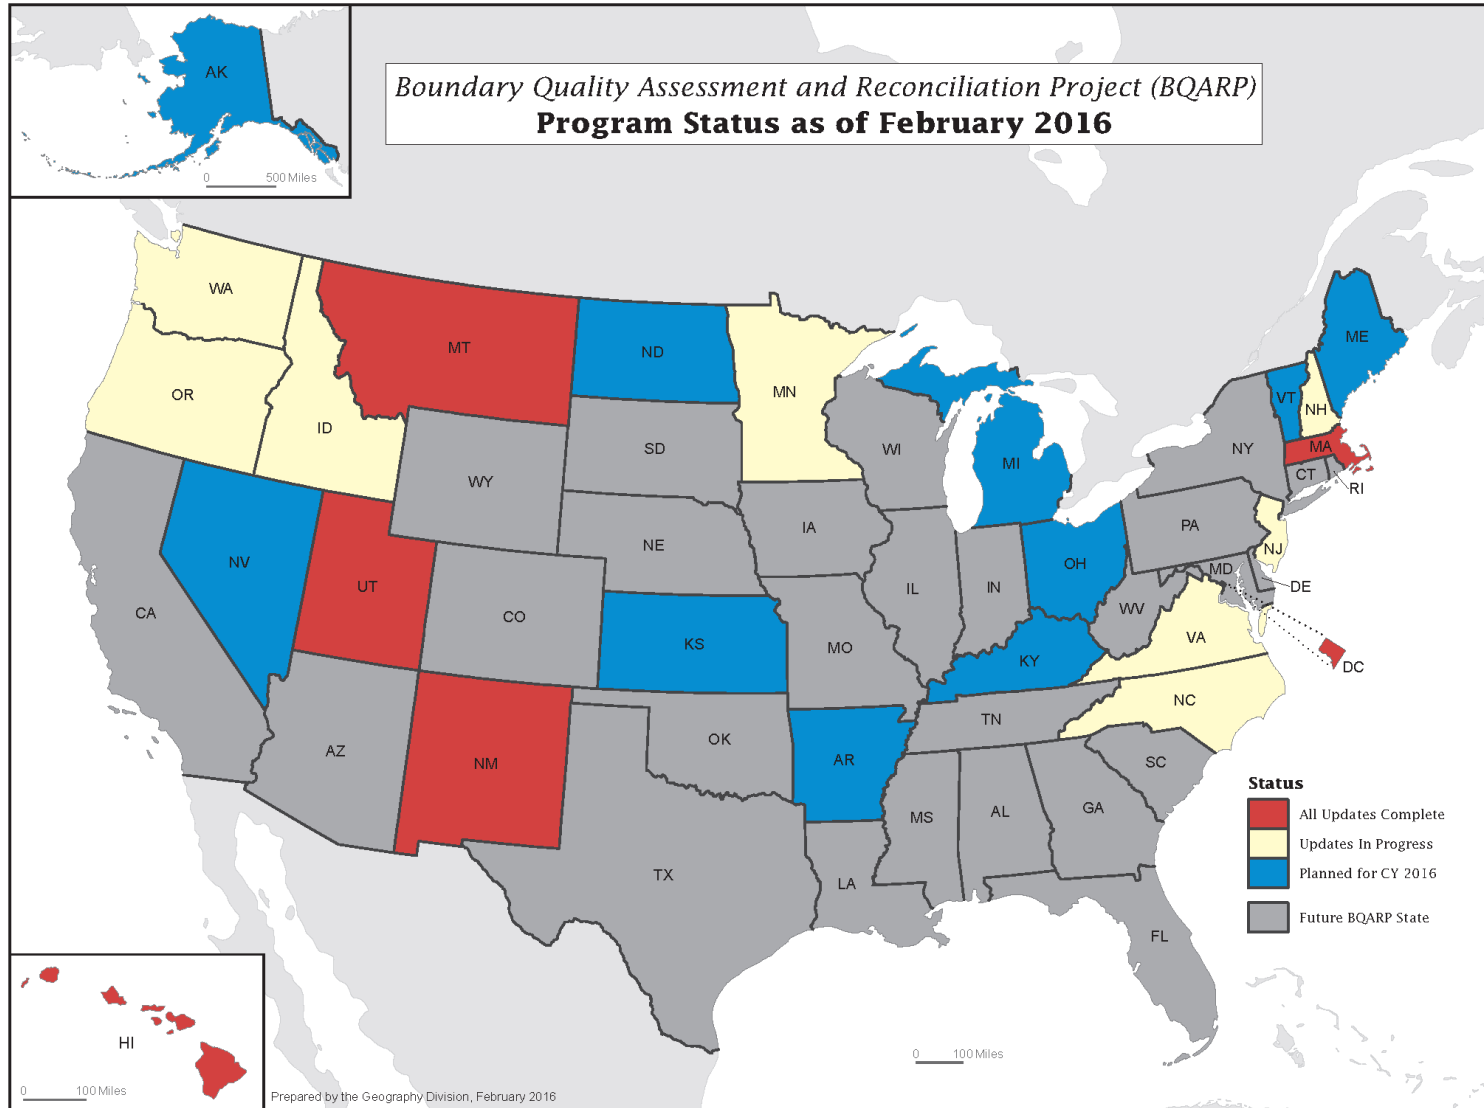 AK
0 500 Miles
Boundary Quality Assessment and Reconciliation Project (BQARP)
Program Status as of February 2016
WA
MT
ND
ME
OR
ID
MN
VT
NH
SD
WI
NY
MA
WY
MI
CT
RI
IA
PA
NE
NJ
NV
OH
MD
UT
IL
IN
DE
CA
CO
WV
KS
MO
VA
KY
DC
NC
TN
AZ
OK
NM
AR
SC
MS
AL
GA
TX
LA
FL
Status
All Updates Complete
Updates In Progress
Planned for CY 2016
Future BQARP State
HI
0 100 Miles
0 100 Miles
Prepared by the Geography Division, February 2016